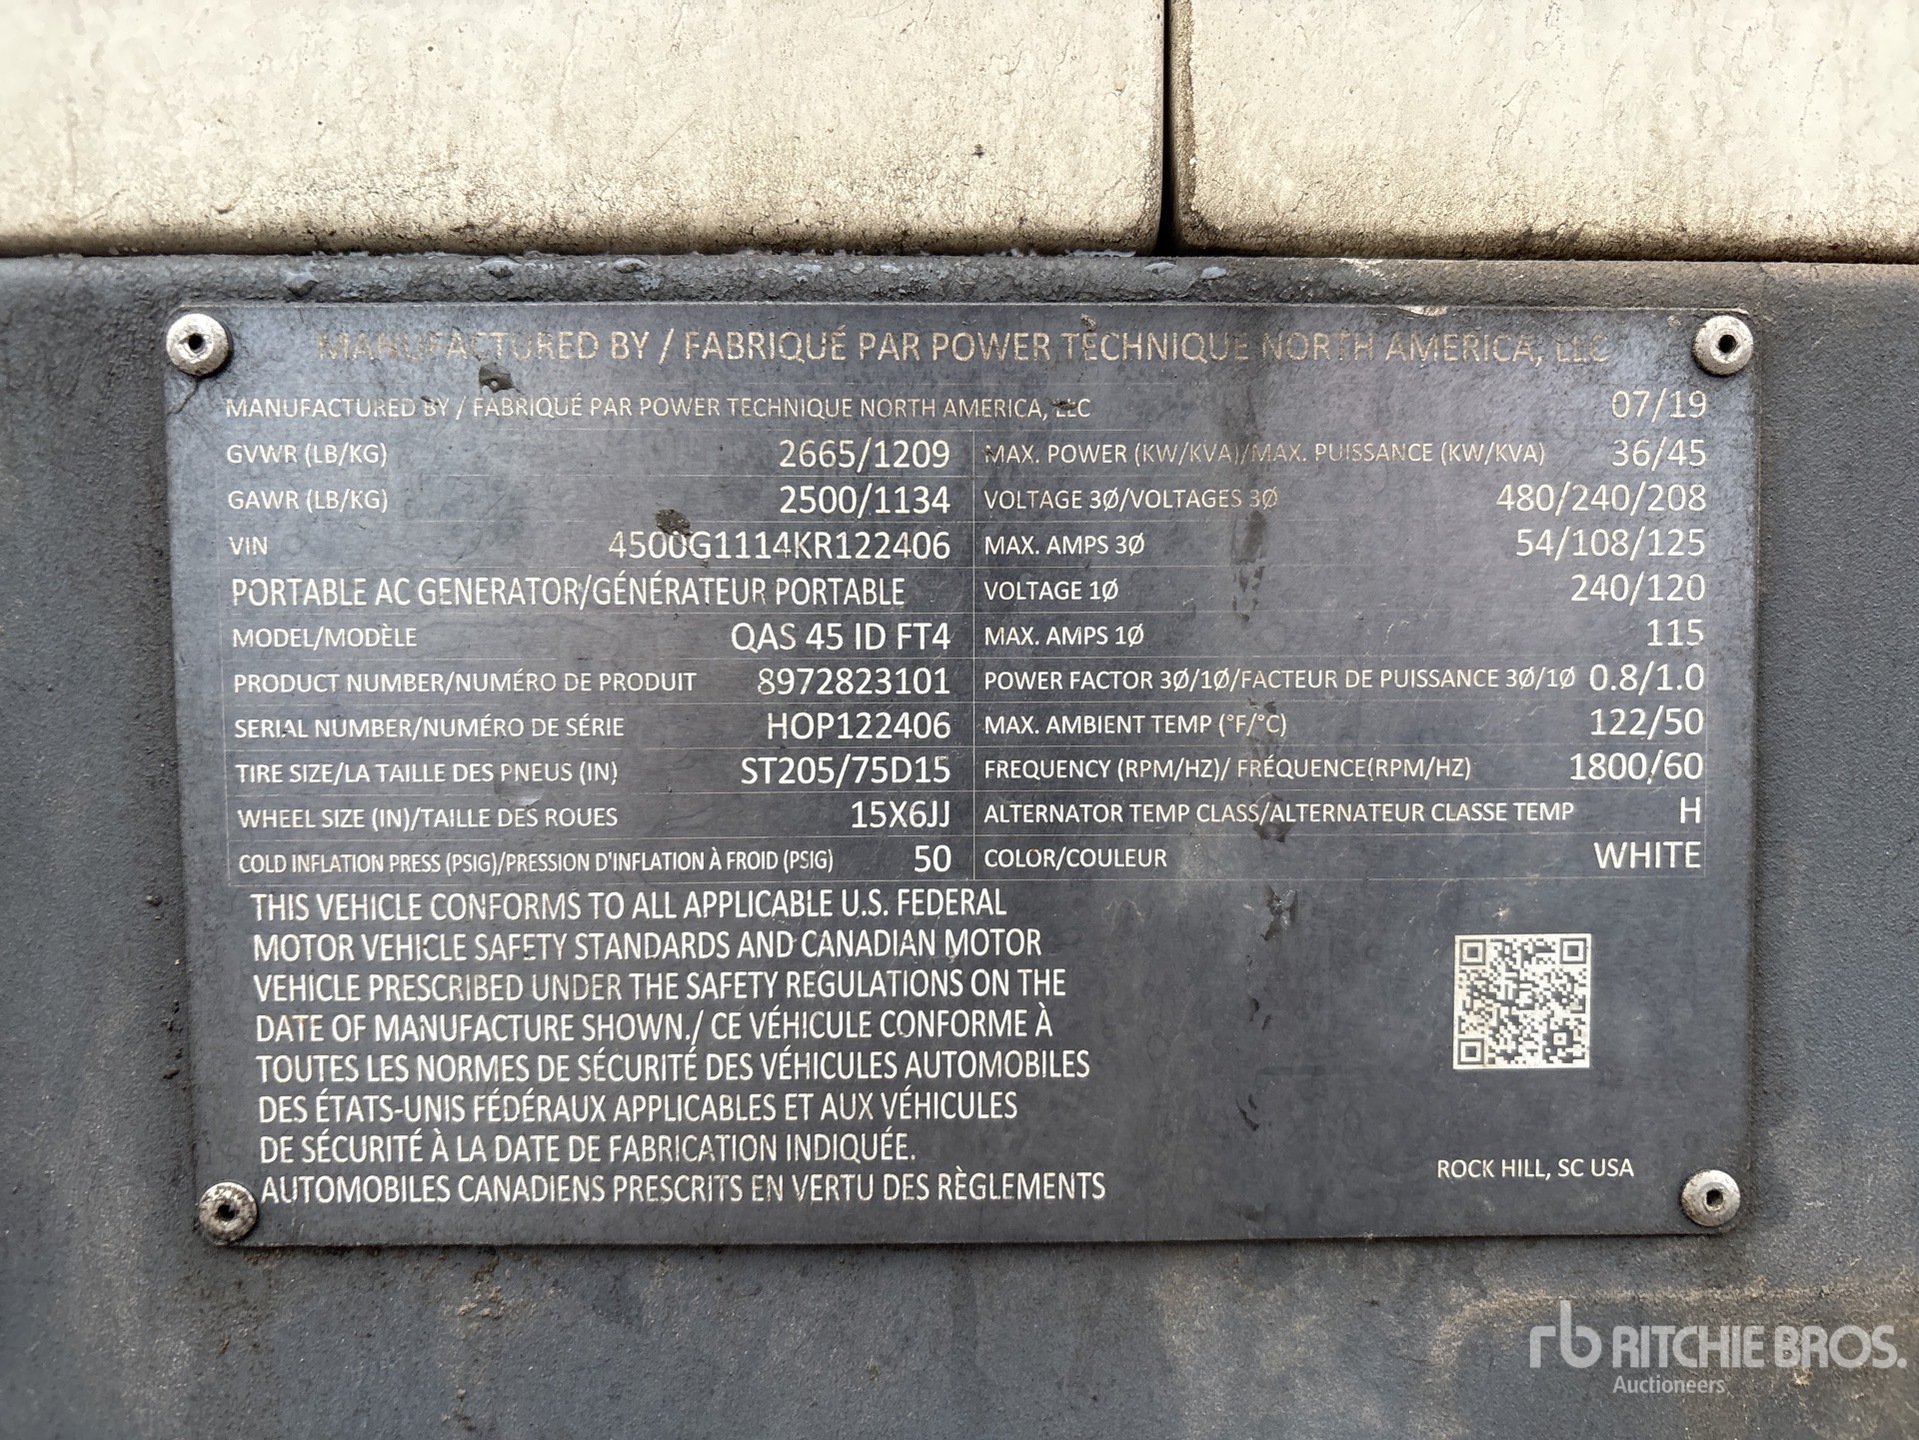 MANUFACTURED BY / FABRIQUÉ PAR POWER TECHNIQUE NORTH AMERICA, LLC
MANUFACTURED BY / FABRIQUÉ PAR POWER TECHNIQUE NORTH AMERICA, LLC 07/19
GVWR (LB/KG) 2665/1209 MAX. POWER (KW/KVA)/MAX. PUISSANCE (KW/KVA) 36/45
GAWR (LB/KG) 2500/1134 VOLTAGE 3Ø/VOLTAGES 3Ø 480/240/208
VIN 4500G1114KR122406 MAX. AMPS 3Ø 54/108/125
PORTABLE AC GENERATOR/GÉNÉRATEUR PORTABLE VOLTAGE 1Ø 240/120
MODEL/MODÈLE QAS 45 ID FT4 MAX. AMPS 1Ø 115
PRODUCT NUMBER/NUMÉRO DE PRODUIT 8972823101 POWER FACTOR 3Ø/1Ø/FACTEUR DE PUISSANCE 3Ø/1Ø 0.8/1.0
SERIAL NUMBER/NUMÉRO DE SÉRIE HOP122406 MAX. AMBIENT TEMP (°F/°C) 122/50
TIRE SIZE/LA TAILLE DES PNEUS (IN) ST205/75D15 FREQUENCY (RPM/HZ)/ FRÉQUENCE(RPM/HZ) 1800/60
WHEEL SIZE (IN)/TAILLE DES ROUES 15X6JJ ALTERNATOR TEMP CLASS/ALTERNATEUR CLASSE TEMP H
COLD INFLATION PRESS (PSIG)/PRESSION D'INFLATION À FROID (PSIG) 50 COLOR/COULEUR WHITE
THIS VEHICLE CONFORMS TO ALL APPLICABLE U.S. FEDERAL
MOTOR VEHICLE SAFETY STANDARDS AND CANADIAN MOTOR
VEHICLE PRESCRIBED UNDER THE SAFETY REGULATIONS ON THE
DATE OF MANUFACTURE SHOWN./ CE VÉHICULE CONFORME À
TOUTES LES NORMES DE SÉCURITÉ DES VÉHICULES AUTOMOBILES
DES ÉTATS-UNIS FÉDÉRAUX APPLICABLES ET AUX VÉHICULES
DE SÉCURITÉ À LA DATE DE FABRICATION INDIQUÉE.
AUTOMOBILES CANADIENS PRESCRITS EN VERTU DES RÈGLEMENTS
ROCK HILL, SC USA
rb RITCHIE BROS.
Auctioneers